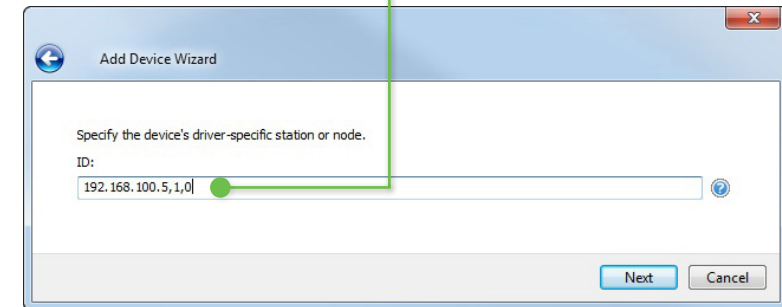 Add Device Wizard
Specify the device's driver-specific station or node.
ID:
192.168.100.5,1,0
Next Cancel